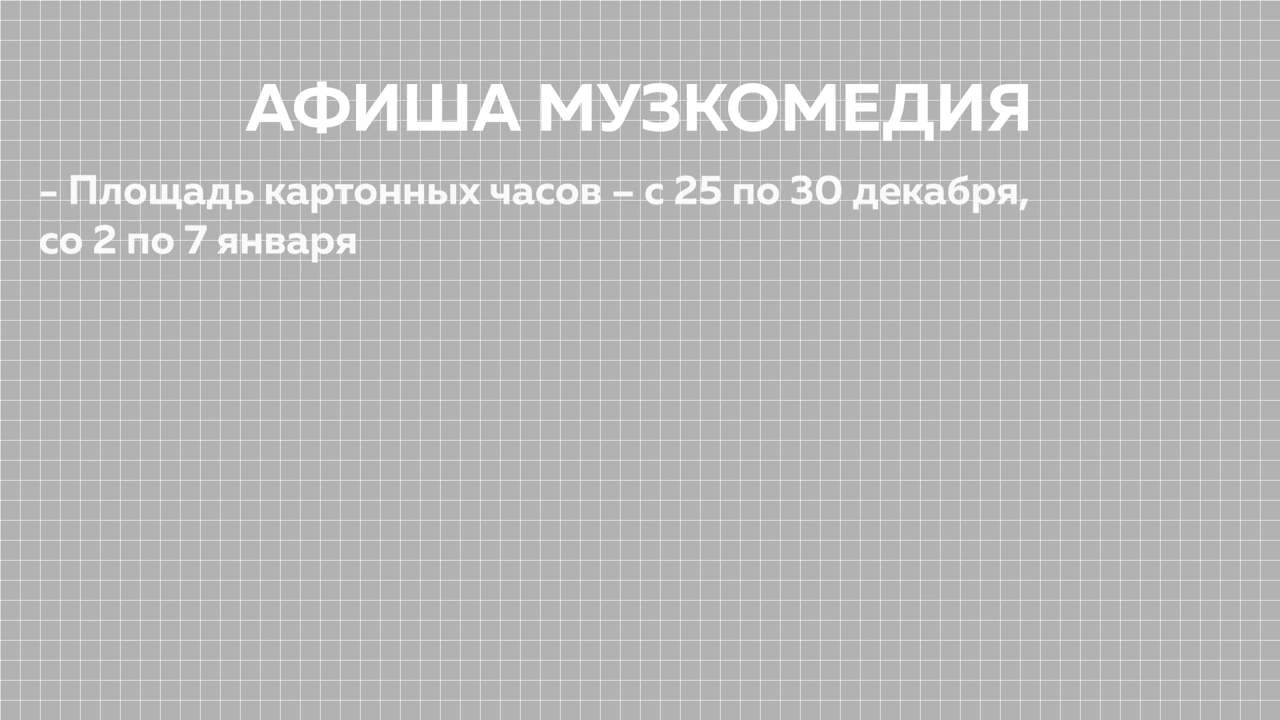 АФИША МУЗКОМЕДИЯ
– Площадь картонных часов – с 25 по 30 декабря,
со 2 по 7 января